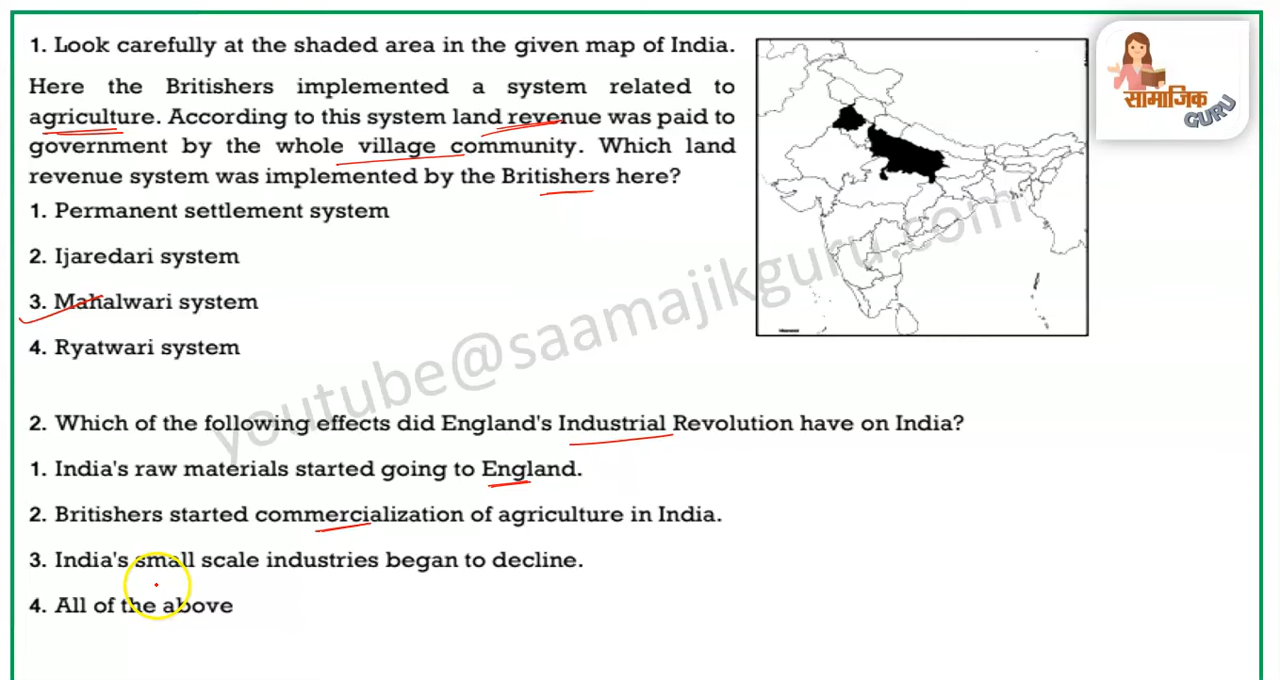 1. Look carefully at the shaded area in the given map of India.
Here the Britishers implemented a system related to
agriculture. According to this system land revenue was paid to
government by the whole village community. Which land
revenue system was implemented by the Britishers here?
1. Permanent settlement system
2. Ijaredari system
3. Mahalwari system
4. Ryatwari system
2. Which of the following effects did England's Industrial Revolution have on India?
1. India's raw materials started going to England.
2. Britishers started commercialization of agriculture in India.
3. India's small scale industries began to decline.
4. All of the above
सामाजिक
GURU
youtube@saamajikguru.com